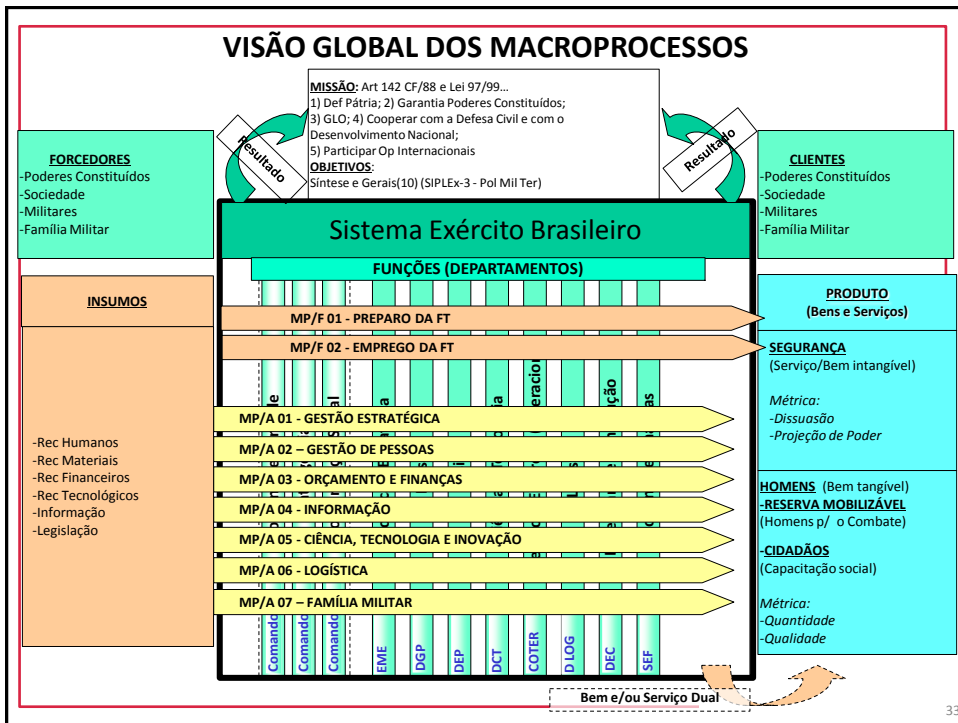 VISÃO GLOBAL DOS MACROPROCESSOS
MISSÃO: Art 142 CF/88 e Lei 97/99...
1) Def Pátria; 2) Garantia Poderes Constituídos;
3) GLO; 4) Cooperar com a Defesa Civil e com o
Desenvolvimento Nacional;
5) Participar Op Internacionais
OBJETIVOS:
Síntese e Gerais(10) (SIPLEx-3 - Pol Mil Ter)
Resultado
Resultado
FORCEDORES
-Poderes Constituídos
-Sociedade
-Militares
-Família Militar
CLIENTES
-Poderes Constituídos
-Sociedade
-Militares
-Família Militar
Sistema Exército Brasileiro
FUNÇÕES (DEPARTAMENTOS)
INSUMOS
-Rec Humanos
-Rec Materiais
-Rec Financeiros
-Rec Tecnológicos
-Informação
-Legislação
MP/F 01 - PREPARO DA FT
MP/F 02 - EMPREGO DA FT
MP/A 01 - GESTÃO ESTRATÉGICA
MP/A 02 – GESTÃO DE PESSOAS
MP/A 03 - ORÇAMENTO E FINANÇAS
MP/A 04 - INFORMAÇÃO
MP/A 05 - CIÊNCIA, TECNOLOGIA E INOVAÇÃO
MP/A 06 - LOGÍSTICA
MP/A 07 – FAMÍLIA MILITAR
Comando
Comando
Comando
EME
DGP
DEP
DCT
COTER
D LOG
DEC
SEF
PRODUTO
(Bens e Serviços)
SEGURANÇA
(Serviço/Bem intangível)
Métrica:
-Dissuasão
-Projeção de Poder
HOMENS (Bem tangível)
-RESERVA MOBILIZÁVEL
(Homens p/ o Combate)
-CIDADÃOS
(Capacitação social)
Métrica:
-Quantidade
-Qualidade
Bem e/ou Serviço Dual
33